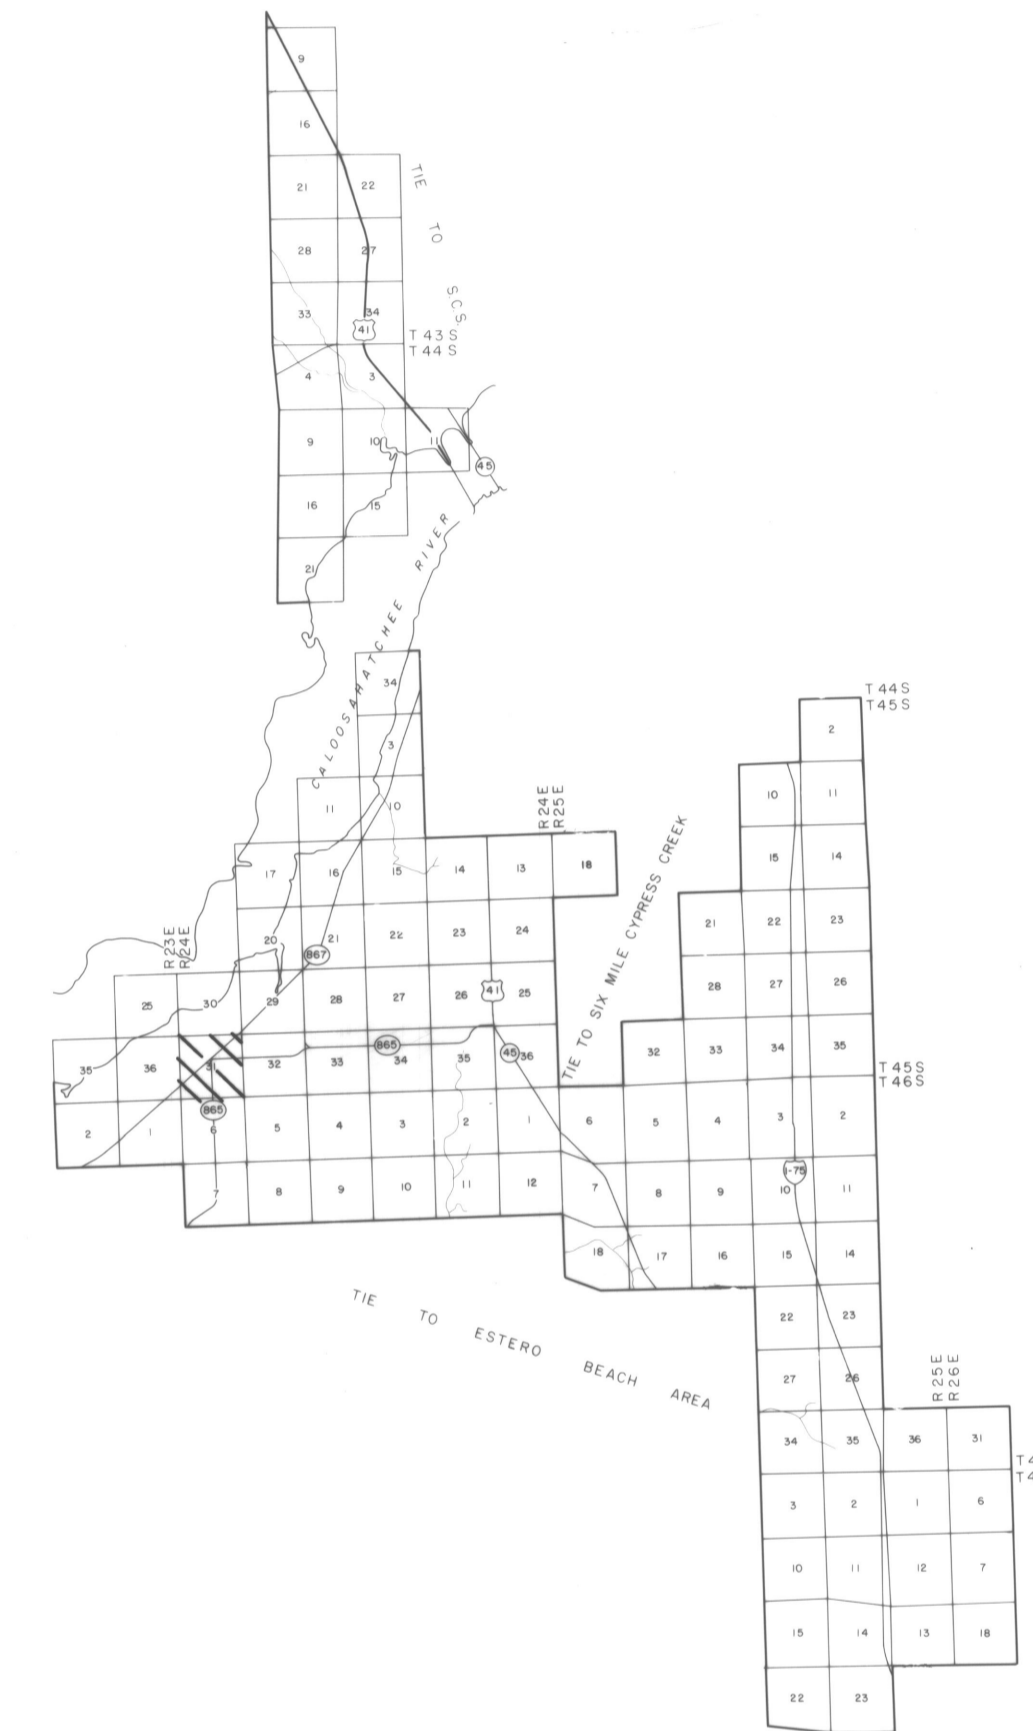 9
16
21 22
TIE TO S.C.S.
28 27
33 34
41
T 43 S
T 44 S
4 3
9 10 11
45
16 15
21
CALOOSAHATCHEE RIVER
34
T 44 S
T 45 S
2
3
11 10
10 11
R 24 E
R 25 E
17 16 15 14 13 18
15 14
TIE TO SIX MILE CYPRESS CREEK
R 23 E
R 24 E
20 21 22 23 24
21 22 23
867
25 30 29 28 27 26 41 25
28 27 26
35 36 31 32 33 865 34 35 45 36
32 33 34 35
T 45 S
T 46 S
865
2 1 6 5 4 3 2 1 6 5 4 3 2
I-75
7 8 9 10 11 12 7 8 9 10 11
18 17 16 15 14
TIE TO ESTERO BEACH AREA
22 23
27 26
R 25 E
R 26 E
34 35 36 31
T 4
T 4
3 2 1 6
10 11 12 7
15 14 13 18
22 23